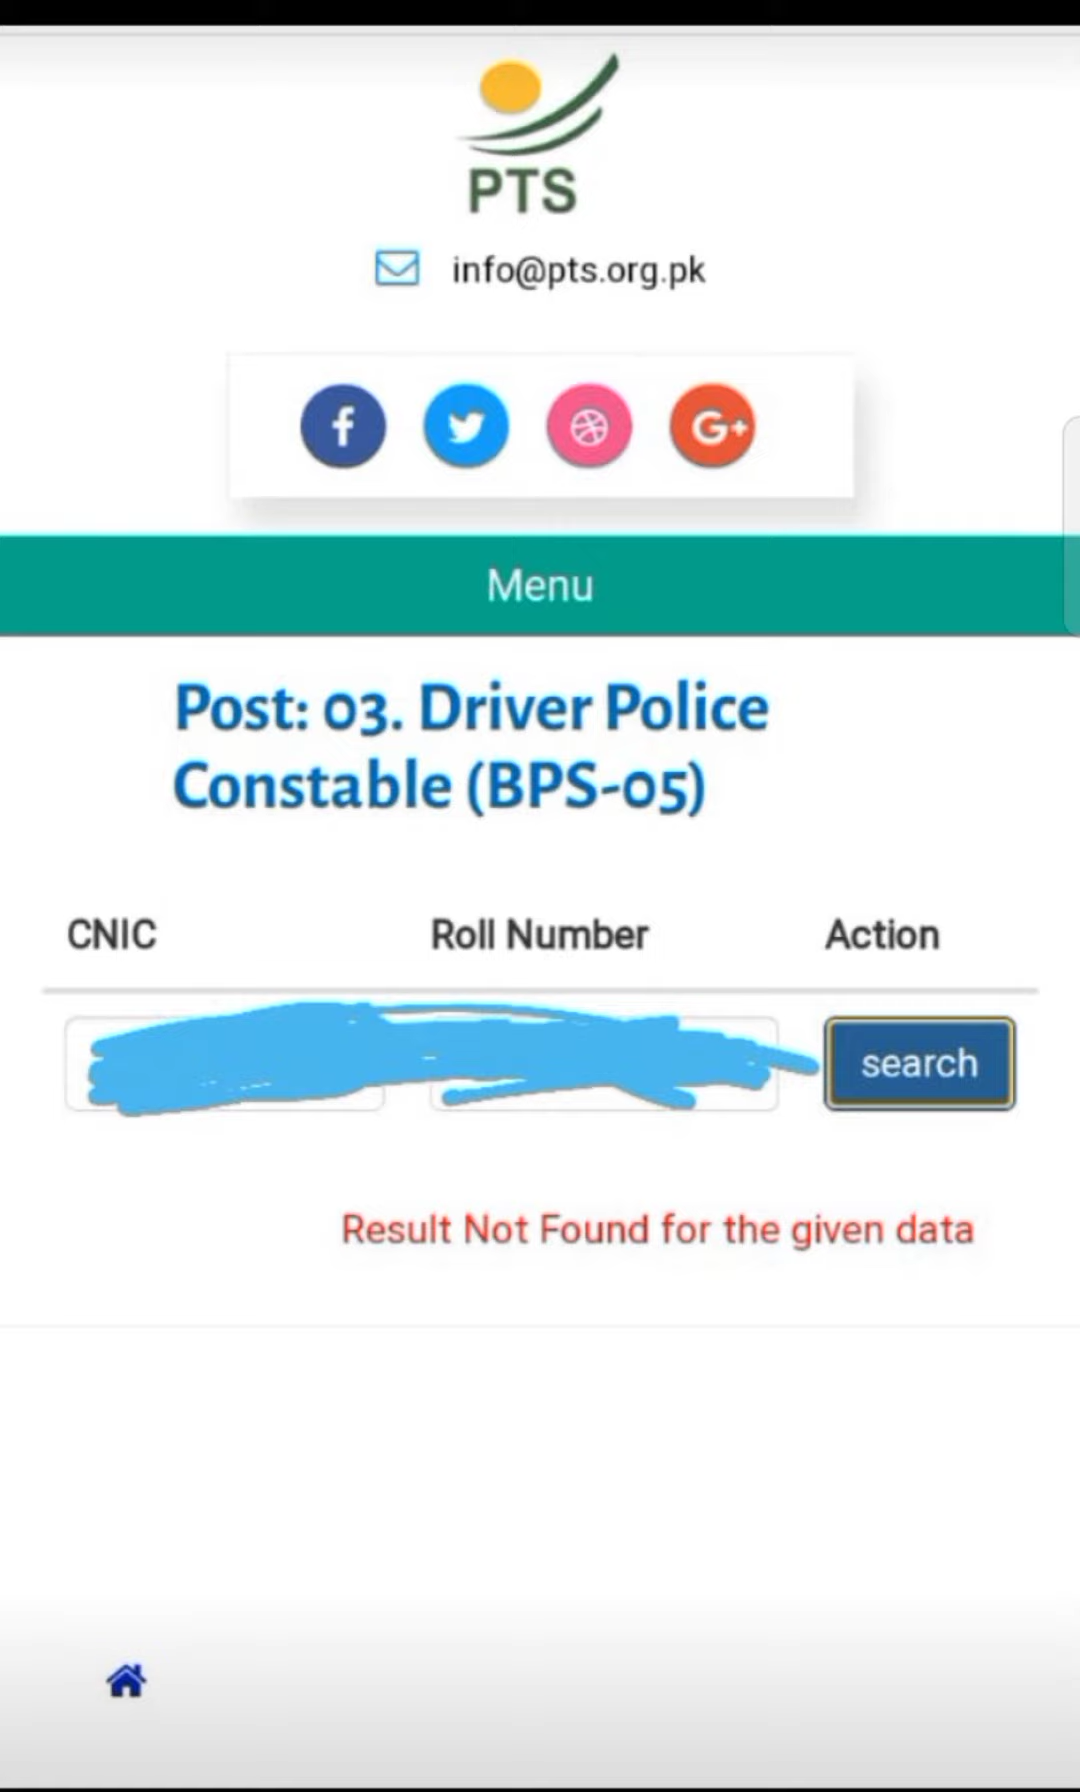 PTS
info@pts.org.pk
Menu
Post: 03. Driver Police
Constable (BPS-05)
CNIC Roll Number Action
search
Result Not Found for the given data